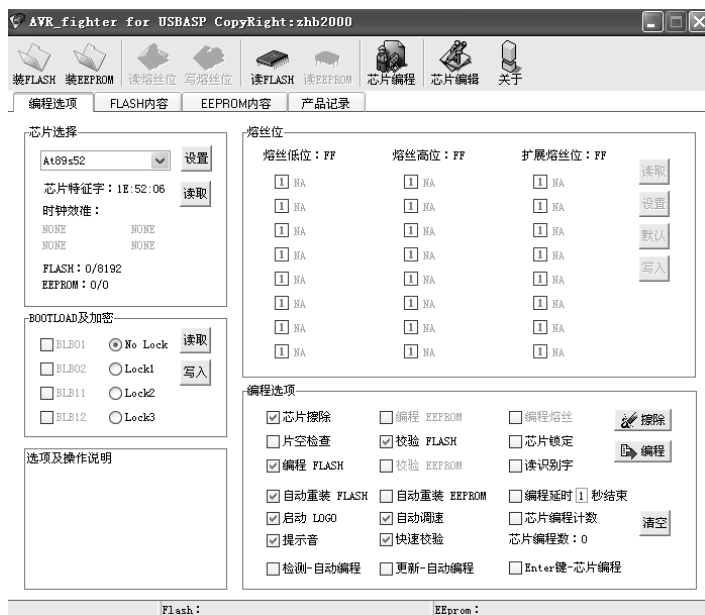 AVR_fighter for USBASP CopyRight:zhb2000
装FLASH 装EEPROM 读熔丝位 写熔丝位 读FLASH 读EEPROM 芯片编程 芯片编辑 关于
编程选项 FLASH内容 EEPROM内容 产品记录
芯片选择
At89s52 设置
芯片特征字：1E:52:06 读取
时钟效准：
NONE NONE
NONE NONE
FLASH：0/8192
EEPROM：0/0
BOOTLOAD及加密
BLB01 No Lock 读取
BLB02 Lock1 写入
BLB11 Lock2
BLB12 Lock3
选项及操作说明
熔丝位
熔丝低位：FF 熔丝高位：FF 扩展熔丝位：FF
1 NA 1 NA 1 NA 读取
1 NA 1 NA 1 NA 设置
1 NA 1 NA 1 NA 默认
1 NA 1 NA 1 NA
1 NA 1 NA 1 NA 写入
1 NA 1 NA 1 NA
1 NA 1 NA 1 NA
1 NA 1 NA 1 NA
编程选项
芯片擦除 编程 EEPROM 编程熔丝 擦除
片空检查 校验 FLASH 芯片锁定 编程
编程 FLASH 校验 EEPROM 读识别字
自动重装 FLASH 自动重装 EEPROM 编程延时 1 秒结束
启动 LOGO 自动调速 芯片编程计数 清空
提示音 快速校验 芯片编程数：0
检测-自动编程 更新-自动编程 Enter键-芯片编程
Flash： EEprom：